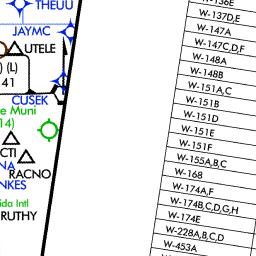 THEUU
JAYMC
UTELE
) (L)
41
CUSEK
e Muni
14)
CTI
RACNO
NA
NKES
ida Intl
RUTHY
W-136E
W-137D,E
W-147A
W-147C,D,F
W-148A
W-148B
W-151A,C
W-151B
W-151D
W-151E
W-151F
W-155A,B,C
W-168
W-174A,F
W-174B,C,D,G,H
W-174E
W-228A,B,C,D
W-453A